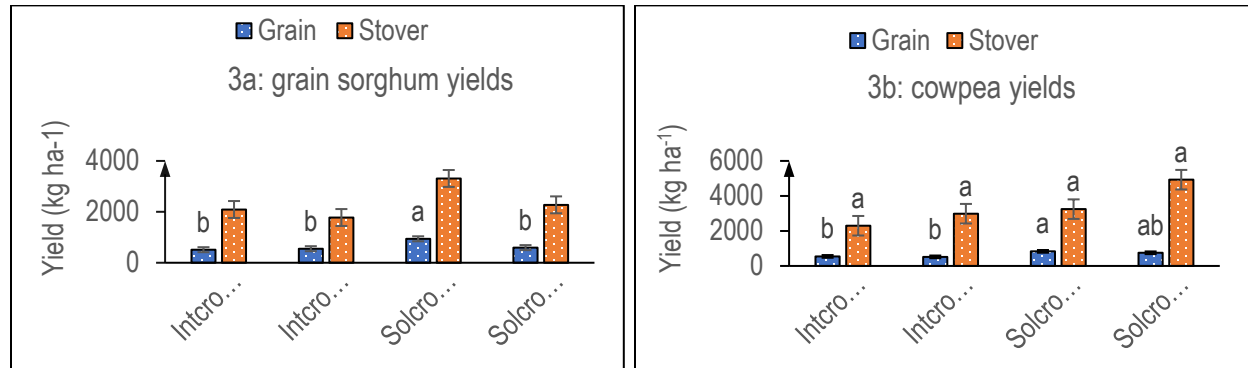 Grain Stover
3a: grain sorghum yields
Yield (kg ha-1)
4000
2000
0
b b a b
Intcro...
Intcro...
Solcro...
Solcro...
Grain Stover
3b: cowpea yields
Yield (kg ha⁻¹)
6000
4000
2000
0
b a b a a a ab a
Intcro...
Intcro...
Solcro...
Solcro...